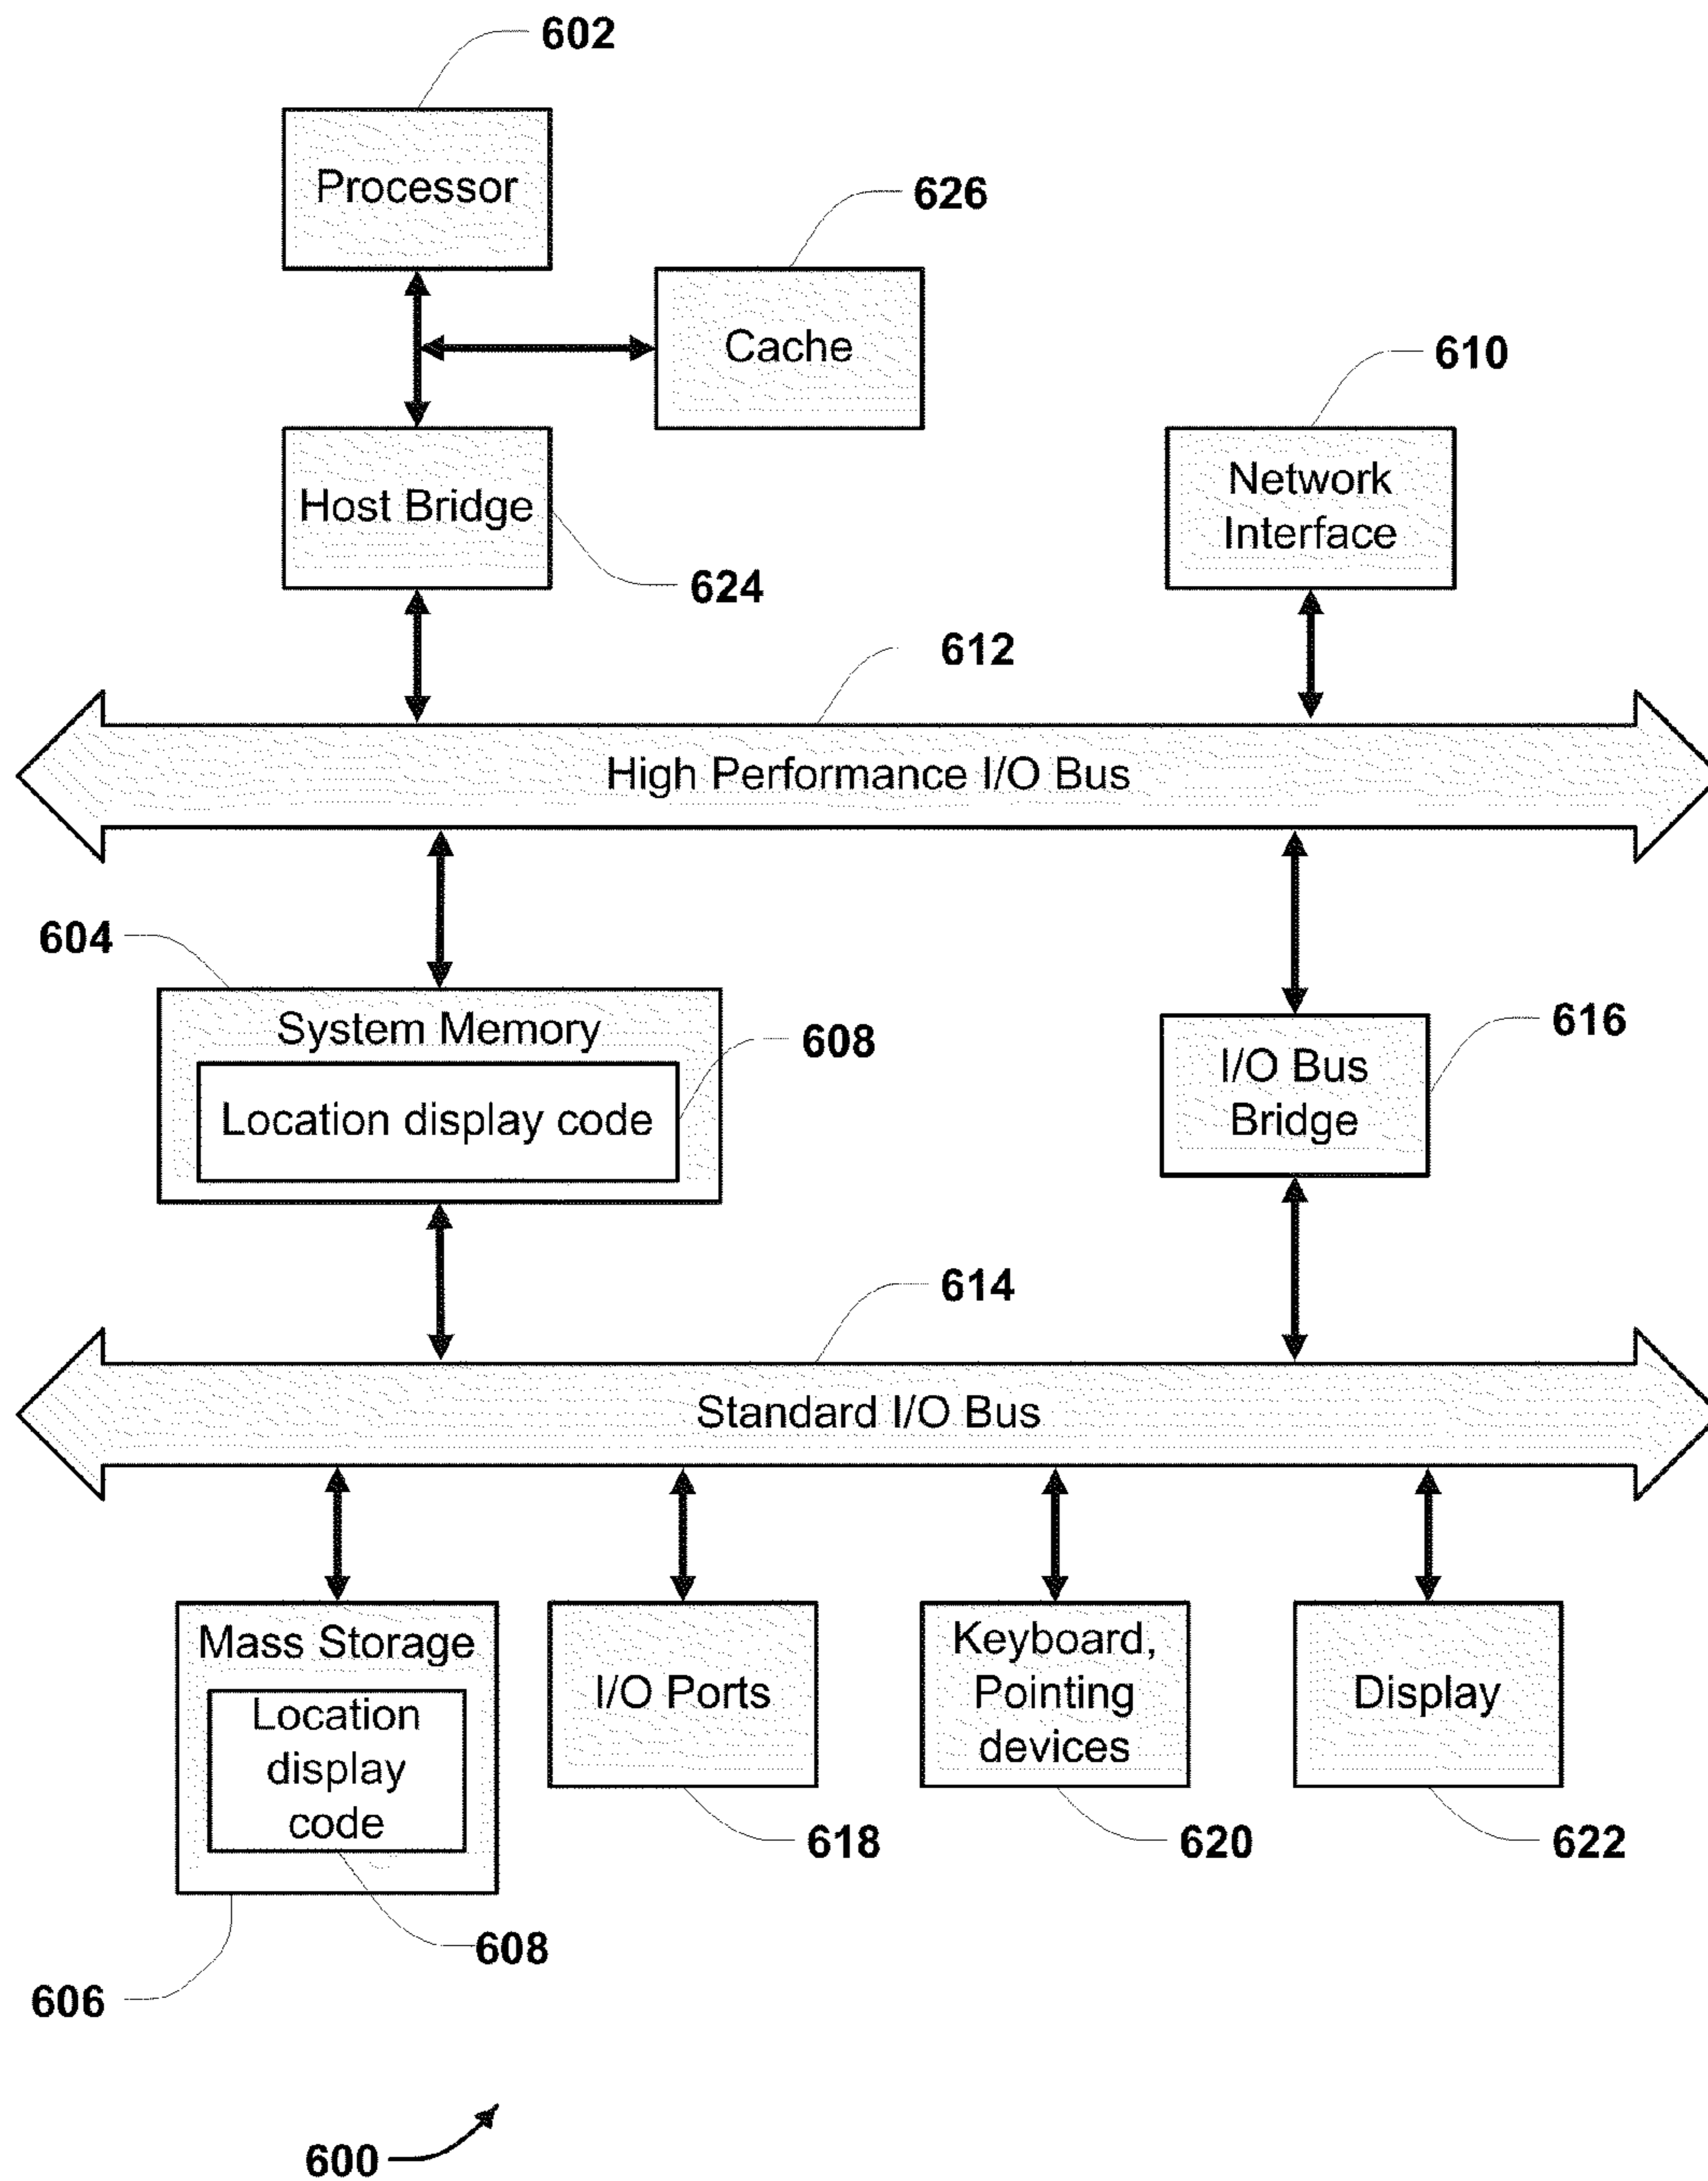 602
Processor
626
Cache
610
Host Bridge
Network
Interface
624
612
High Performance I/O Bus
604
System Memory
608
Location display code
616
I/O Bus
Bridge
614
Standard I/O Bus
Mass Storage
Location
display
code
I/O Ports
Keyboard,
Pointing
devices
Display
618
620
622
608
606
600